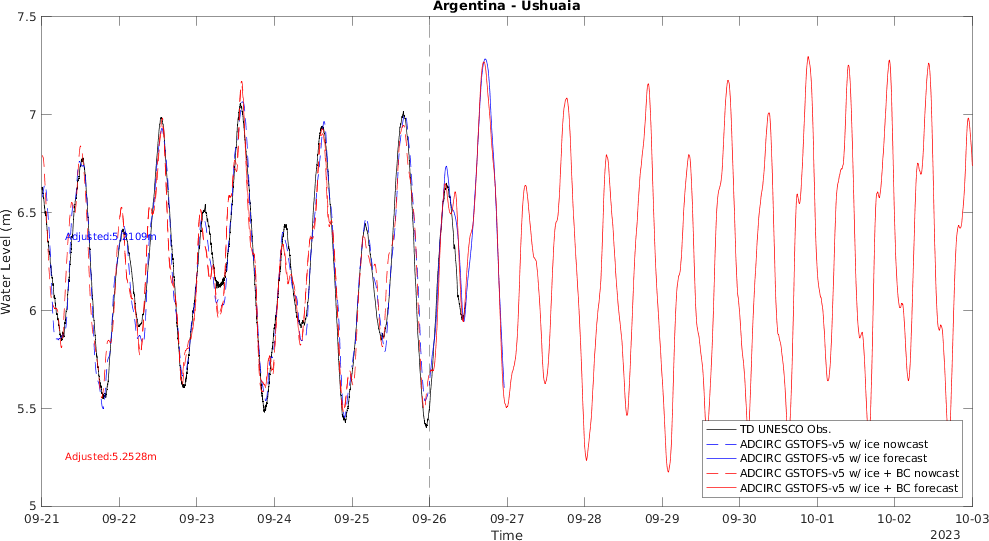 Argentina - Ushuaia
7.5
7
6.5
6
5.5
5
Water Level (m)
Adjusted:5.2528m
TD UNESCO Obs.
ADCIRC GSTOFS-v5 w/ ice nowcast
ADCIRC GSTOFS-v5 w/ ice forecast
ADCIRC GSTOFS-v5 w/ ice + BC nowcast
ADCIRC GSTOFS-v5 w/ ice + BC forecast
09-21 09-22 09-23 09-24 09-25 09-26 09-27 09-28 09-29 09-30 10-01 10-02 10-03
Time
2023